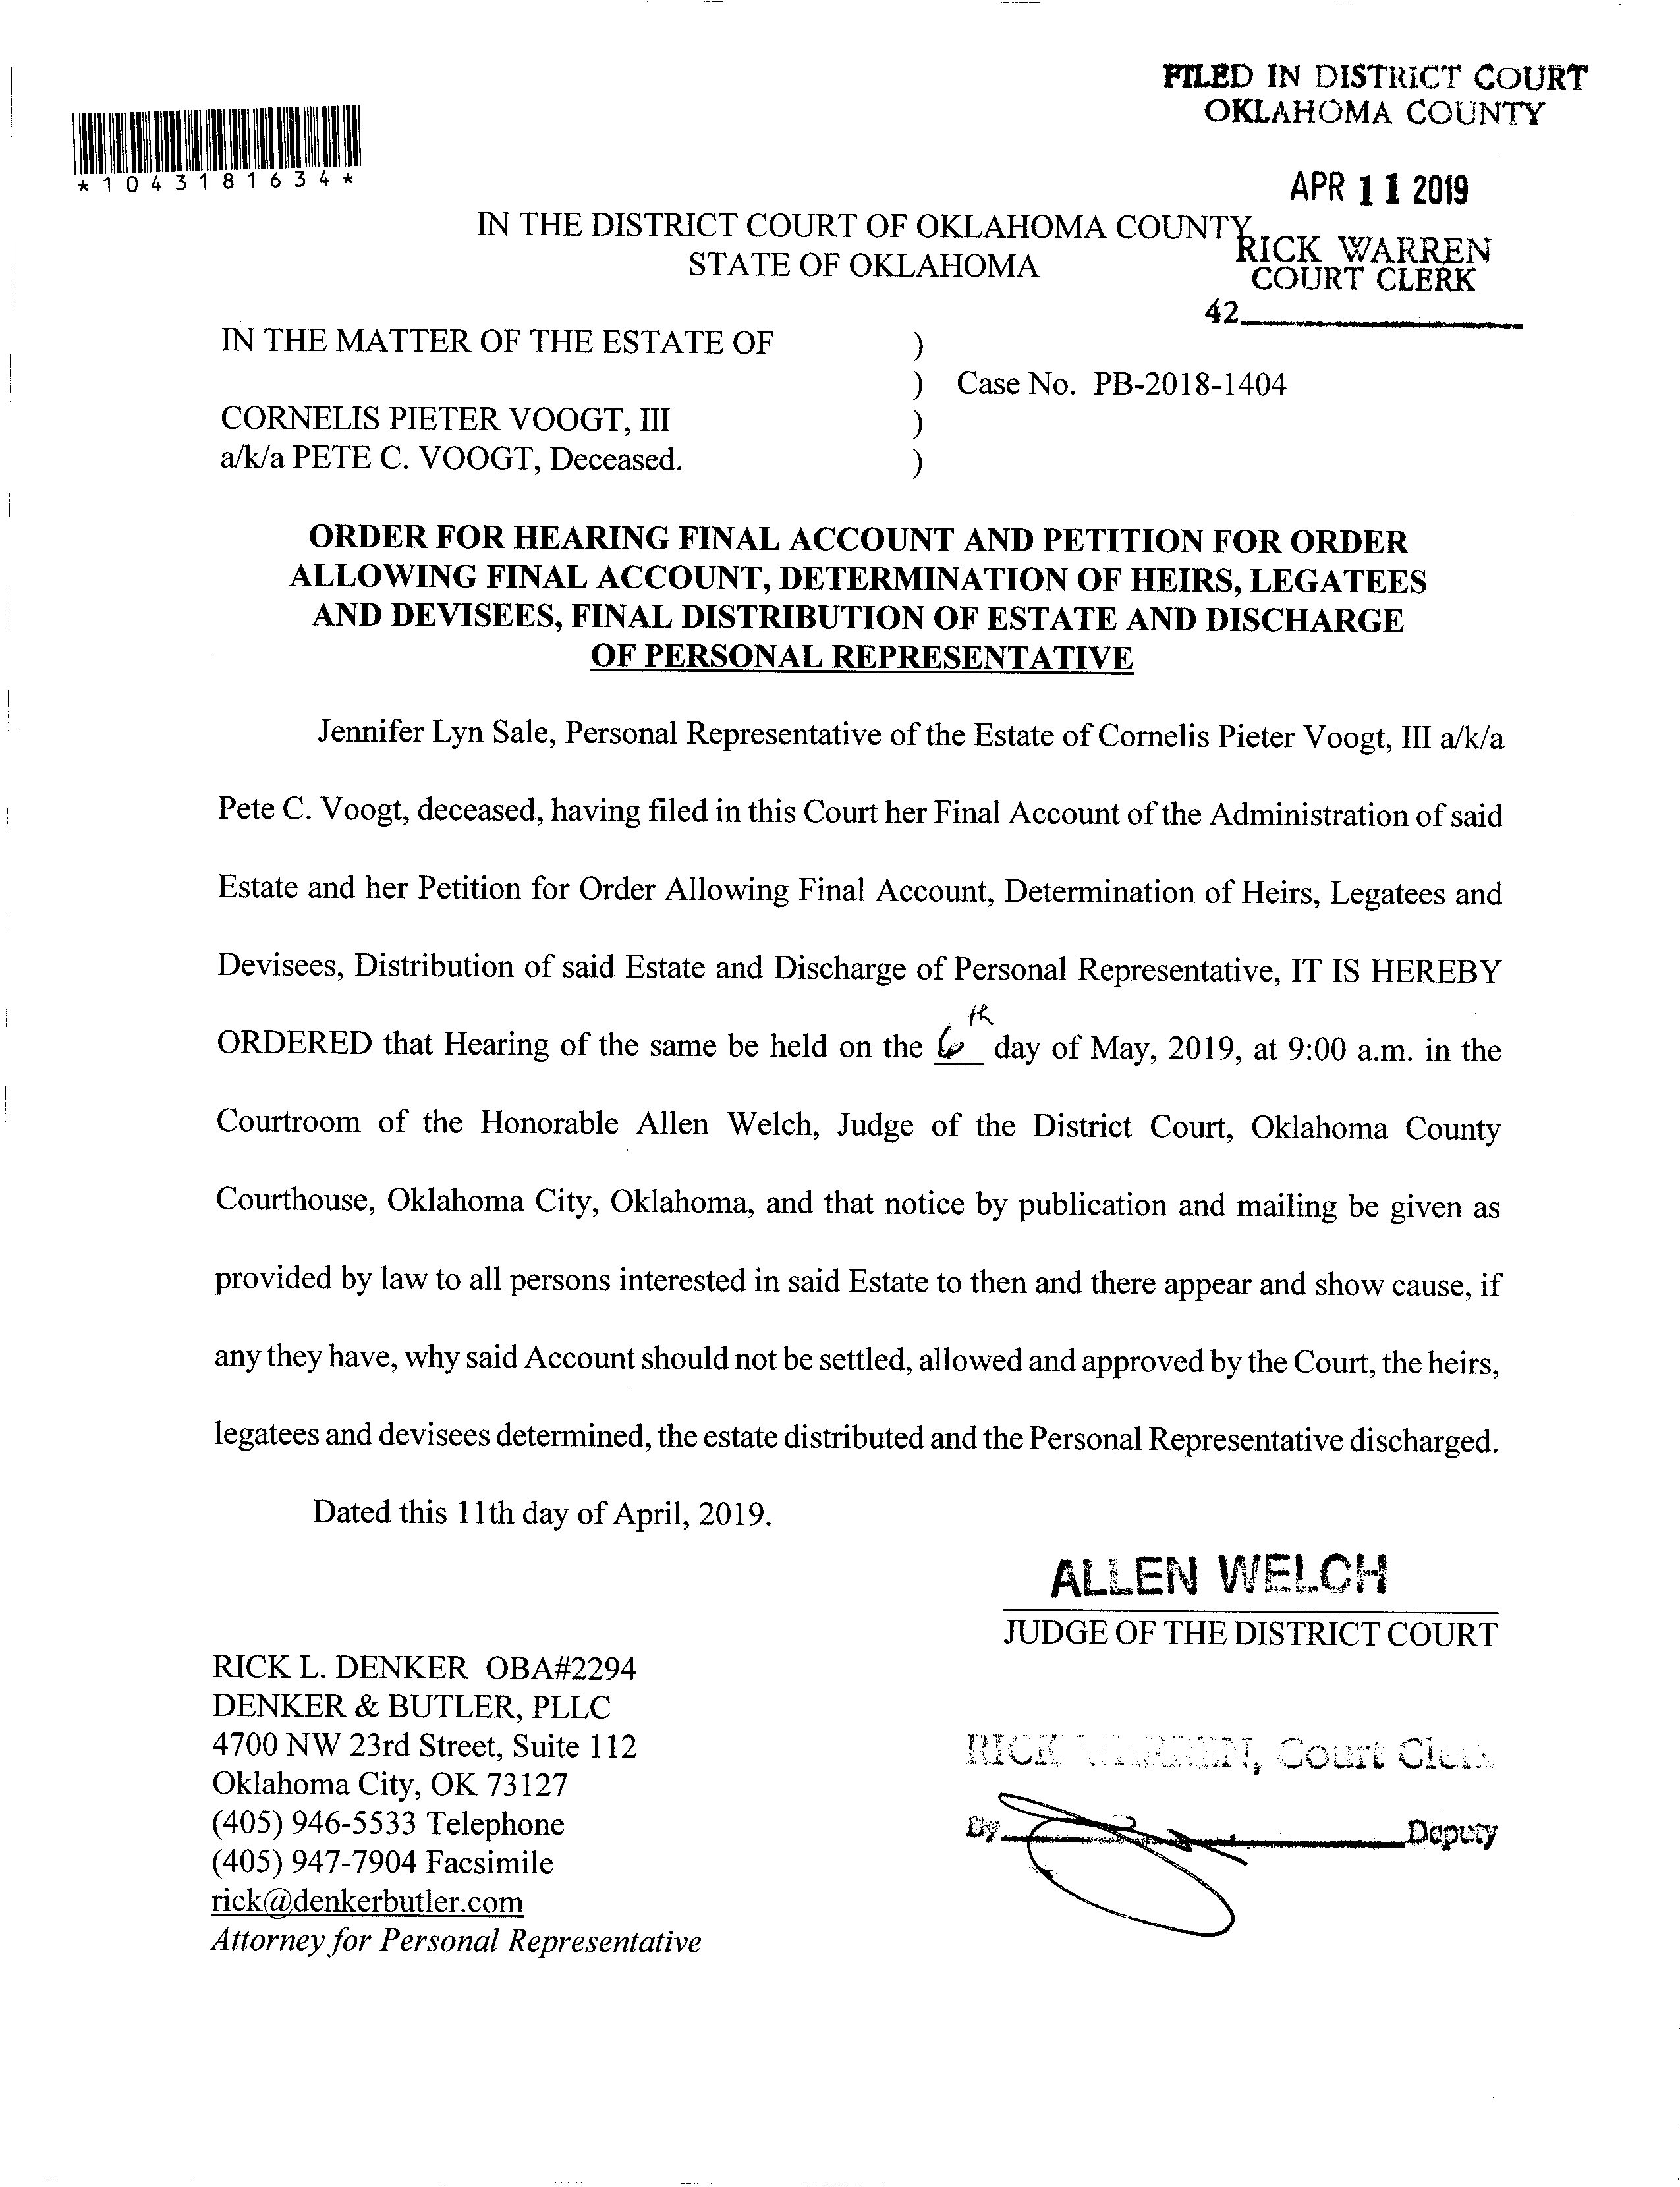 FILED IN DISTRICT COURT
OKLAHOMA COUNTY
*1043181634*
APR 11 2019
IN THE DISTRICT COURT OF OKLAHOMA COUNTY
STATE OF OKLAHOMA
RICK WARREN
COURT CLERK
42
IN THE MATTER OF THE ESTATE OF )
) Case No. PB-2018-1404
CORNELIS PIETER VOOGT, III )
a/k/a PETE C. VOOGT, Deceased. )
ORDER FOR HEARING FINAL ACCOUNT AND PETITION FOR ORDER
ALLOWING FINAL ACCOUNT, DETERMINATION OF HEIRS, LEGATEES
AND DEVISEES, FINAL DISTRIBUTION OF ESTATE AND DISCHARGE
OF PERSONAL REPRESENTATIVE
Jennifer Lyn Sale, Personal Representative of the Estate of Cornelis Pieter Voogt, III a/k/a
Pete C. Voogt, deceased, having filed in this Court her Final Account of the Administration of said
Estate and her Petition for Order Allowing Final Account, Determination of Heirs, Legatees and
Devisees, Distribution of said Estate and Discharge of Personal Representative, IT IS HEREBY
ORDERED that Hearing of the same be held on the 6th day of May, 2019, at 9:00 a.m. in the
Courtroom of the Honorable Allen Welch, Judge of the District Court, Oklahoma County
Courthouse, Oklahoma City, Oklahoma, and that notice by publication and mailing be given as
provided by law to all persons interested in said Estate to then and there appear and show cause, if
any they have, why said Account should not be settled, allowed and approved by the Court, the heirs,
legatees and devisees determined, the estate distributed and the Personal Representative discharged.
Dated this 11th day of April, 2019.
ALLEN WELCH
JUDGE OF THE DISTRICT COURT
RICK L. DENKER OBA#2294
DENKER & BUTLER, PLLC
4700 NW 23rd Street, Suite 112
Oklahoma City, OK 73127
(405) 946-5533 Telephone
(405) 947-7904 Facsimile
rick@denkerbutler.com
Attorney for Personal Representative
RICK WARREN, Court Clerk
By Deputy